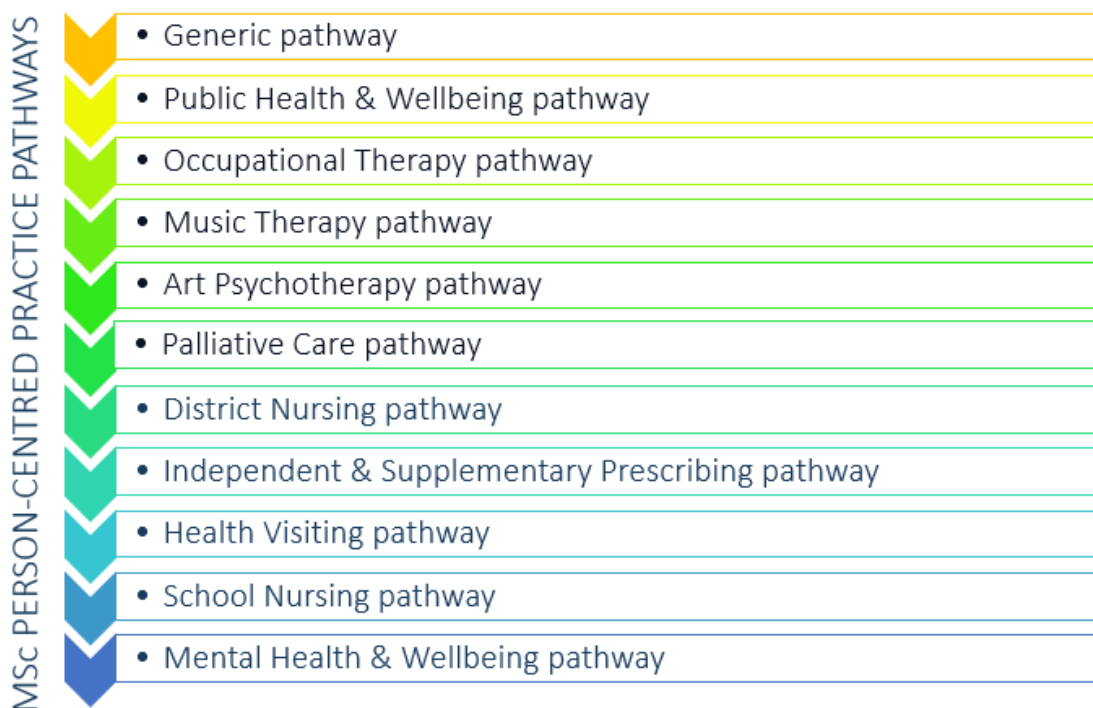 MSc PERSON-CENTRED PRACTICE PATHWAYS
• Generic pathway
• Public Health & Wellbeing pathway
• Occupational Therapy pathway
• Music Therapy pathway
• Art Psychotherapy pathway
• Palliative Care pathway
• District Nursing pathway
• Independent & Supplementary Prescribing pathway
• Health Visiting pathway
• School Nursing pathway
• Mental Health & Wellbeing pathway